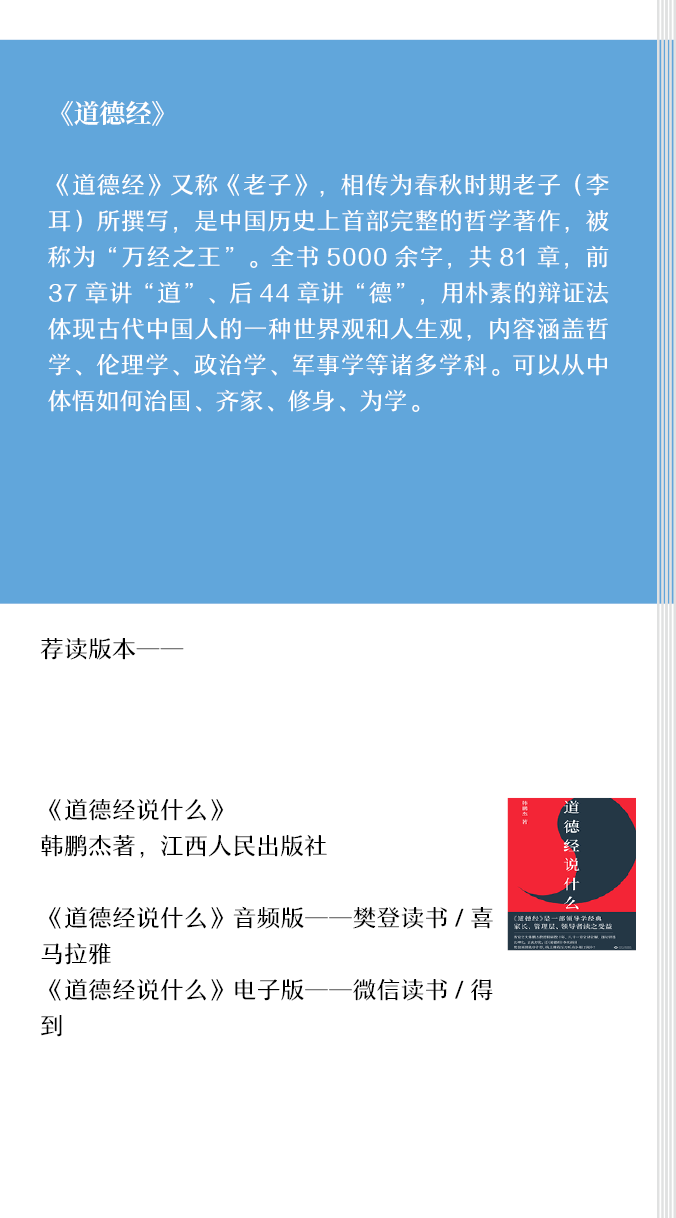 《道德经》
《道德经》又称《老子》，相传为春秋时期老子（李
耳）所撰写，是中国历史上首部完整的哲学著作，被
称为“万经之王”。全书 5000 余字，共 81 章，前
37 章讲“道”、后 44 章讲“德”，用朴素的辩证法
体现古代中国人的一种世界观和人生观，内容涵盖哲
学、伦理学、政治学、军事学等诸多学科。可以从中
体悟如何治国、齐家、修身、为学。
荐读版本——
《道德经说什么》
韩鹏杰著，江西人民出版社
《道德经说什么》音频版——樊登读书 / 喜
马拉雅
《道德经说什么》电子版——微信读书 / 得
到
韩鹏杰 著
道德经说什么
《道德经》是一部领导学经典
家长、管理层、领导者读之受益